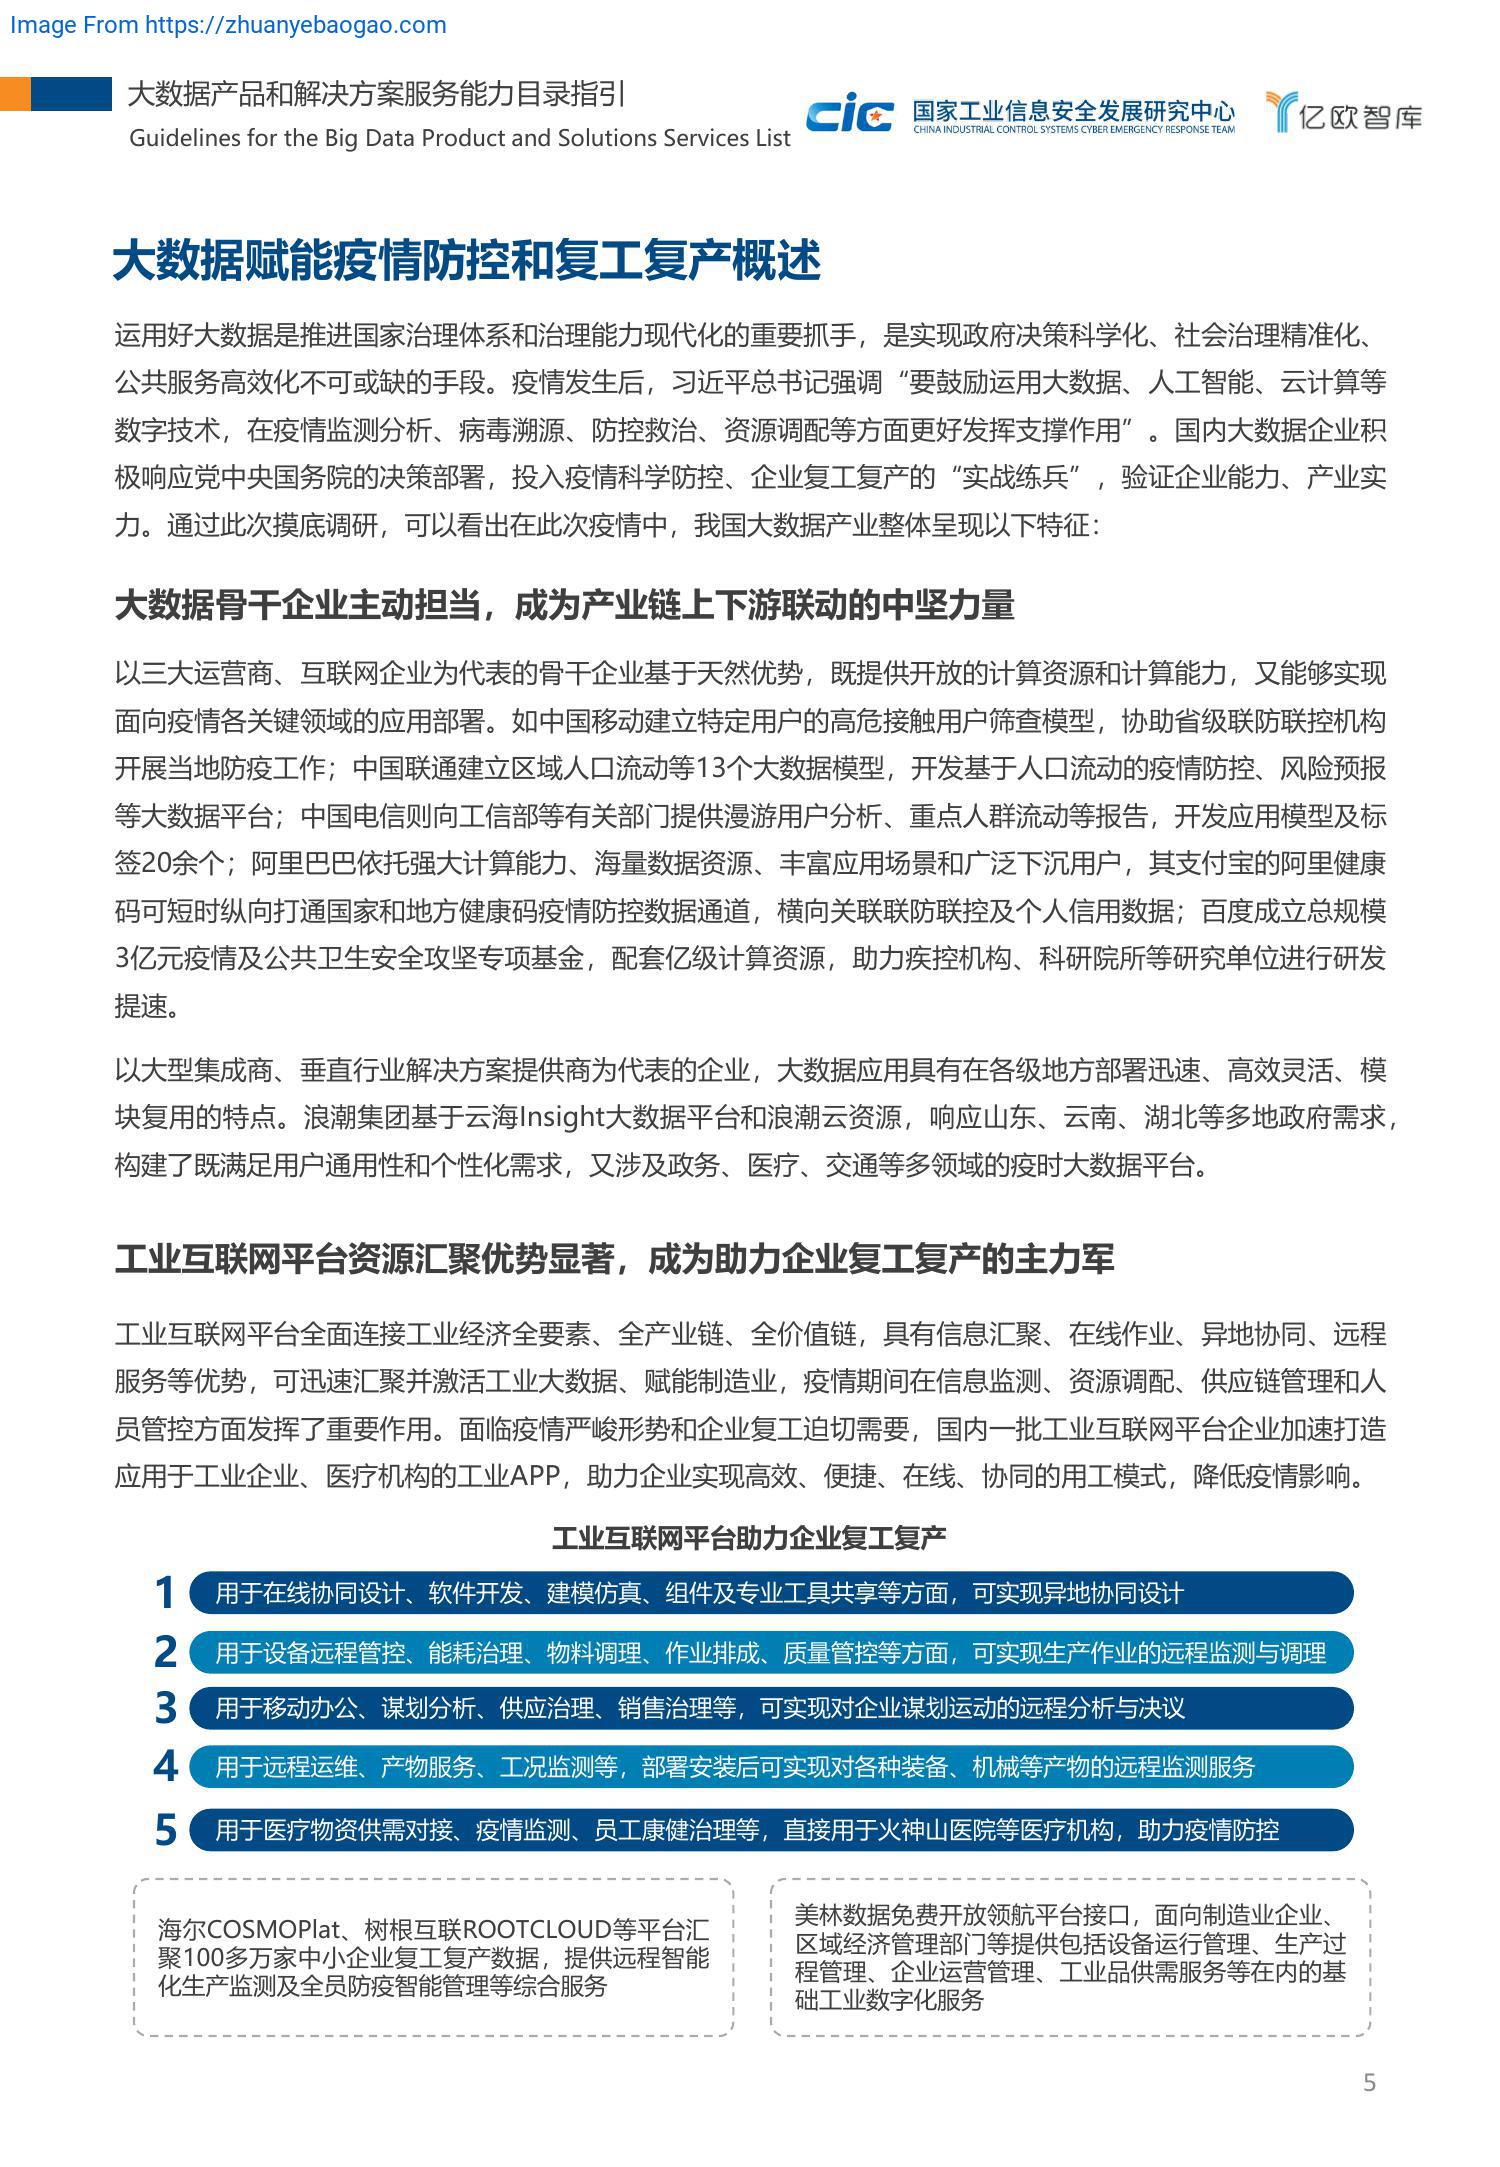 Image From https://zhuanyebaogao.com
大数据产品和解决方案服务能力目录指引
Guidelines for the Big Data Product and Solutions Services List
cic
国家工业信息安全发展研究中心
CHINA INDUSTRIAL CONTROL SYSTEMS CYBER EMERGENCY RESPONSE TEAM
亿欧智库
大数据赋能疫情防控和复工复产概述
运用好大数据是推进国家治理体系和治理能力现代化的重要抓手，是实现政府决策科学化、社会治理精准化、
公共服务高效化不可或缺的手段。疫情发生后，习近平总书记强调“要鼓励运用大数据、人工智能、云计算等
数字技术，在疫情监测分析、病毒溯源、防控救治、资源调配等方面更好发挥支撑作用”。国内大数据企业积
极响应党中央国务院的决策部署，投入疫情科学防控、企业复工复产的“实战练兵”，验证企业能力、产业实
力。通过此次摸底调研，可以看出在此次疫情中，我国大数据产业整体呈现以下特征：
大数据骨干企业主动担当，成为产业链上下游联动的中坚力量
以三大运营商、互联网企业为代表的骨干企业基于天然优势，既提供开放的计算资源和计算能力，又能够实现
面向疫情各关键领域的应用部署。如中国移动建立特定用户的高危接触用户筛查模型，协助省级联防联控机构
开展当地防疫工作；中国联通建立区域人口流动等13个大数据模型，开发基于人口流动的疫情防控、风险预报
等大数据平台；中国电信则向工信部等有关部门提供漫游用户分析、重点人群流动等报告，开发应用模型及标
签20余个；阿里巴巴依托强大计算能力、海量数据资源、丰富应用场景和广泛下沉用户，其支付宝的阿里健康
码可短时纵向打通国家和地方健康码疫情防控数据通道，横向关联联防联控及个人信用数据；百度成立总规模
3亿元疫情及公共卫生安全攻坚专项基金，配套亿级计算资源，助力疾控机构、科研院所等研究单位进行研发
提速。
以大型集成商、垂直行业解决方案提供商为代表的企业，大数据应用具有在各级地方部署迅速、高效灵活、模
块复用的特点。浪潮集团基于云海Insight大数据平台和浪潮云资源，响应山东、云南、湖北等多地政府需求，
构建了既满足用户通用性和个性化需求，又涉及政务、医疗、交通等多领域的疫时大数据平台。
工业互联网平台资源汇聚优势显著，成为助力企业复工复产的主力军
工业互联网平台全面连接工业经济全要素、全产业链、全价值链，具有信息汇聚、在线作业、异地协同、远程
服务等优势，可迅速汇聚并激活工业大数据、赋能制造业，疫情期间在信息监测、资源调配、供应链管理和人
员管控方面发挥了重要作用。面临疫情严峻形势和企业复工迫切需要，国内一批工业互联网平台企业加速打造
应用于工业企业、医疗机构的工业APP，助力企业实现高效、便捷、在线、协同的用工模式，降低疫情影响。
工业互联网平台助力企业复工复产
1 用于在线协同设计、软件开发、建模仿真、组件及专业工具共享等方面，可实现异地协同设计
2 用于设备远程管控、能耗治理、物料调理、作业排成、质量管控等方面，可实现生产作业的远程监测与调理
3 用于移动办公、谋划分析、供应治理、销售治理等，可实现对企业谋划运动的远程分析与决议
4 用于远程运维、产物服务、工况监测等，部署安装后可实现对各种装备、机械等产物的远程监测服务
5 用于医疗物资供需对接、疫情监测、员工康健治理等，直接用于火神山医院等医疗机构，助力疫情防控
海尔COSMOPlat、树根互联ROOTCLOUD等平台汇
聚100多万家中小企业复工复产数据，提供远程智能
化生产监测及全员防疫智能管理等综合服务
美林数据免费开放领航平台接口，面向制造业企业、
区域经济管理部门等提供包括设备运行管理、生产过
程管理、企业运营管理、工业品供需服务等在内的基
础工业数字化服务
5